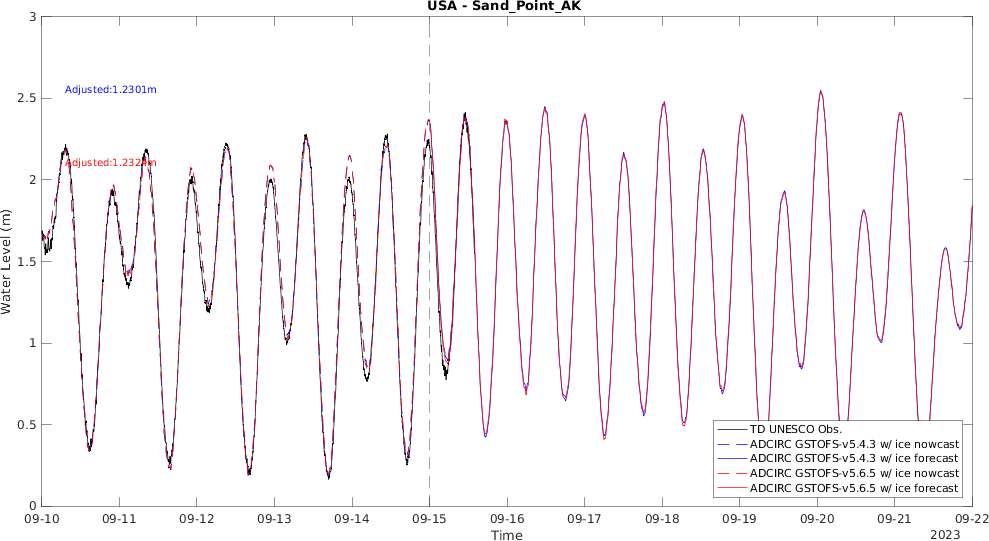 USA - Sand_Point_AK
3
2.5
2
1.5
1
0.5
0
Water Level (m)
Adjusted:1.2301m
Adjusted:1.2324m
TD UNESCO Obs.
ADCIRC GSTOFS-v5.4.3 w/ ice nowcast
ADCIRC GSTOFS-v5.4.3 w/ ice forecast
ADCIRC GSTOFS-v5.6.5 w/ ice nowcast
ADCIRC GSTOFS-v5.6.5 w/ ice forecast
09-10 09-11 09-12 09-13 09-14 09-15 09-16 09-17 09-18 09-19 09-20 09-21 09-22
Time
2023